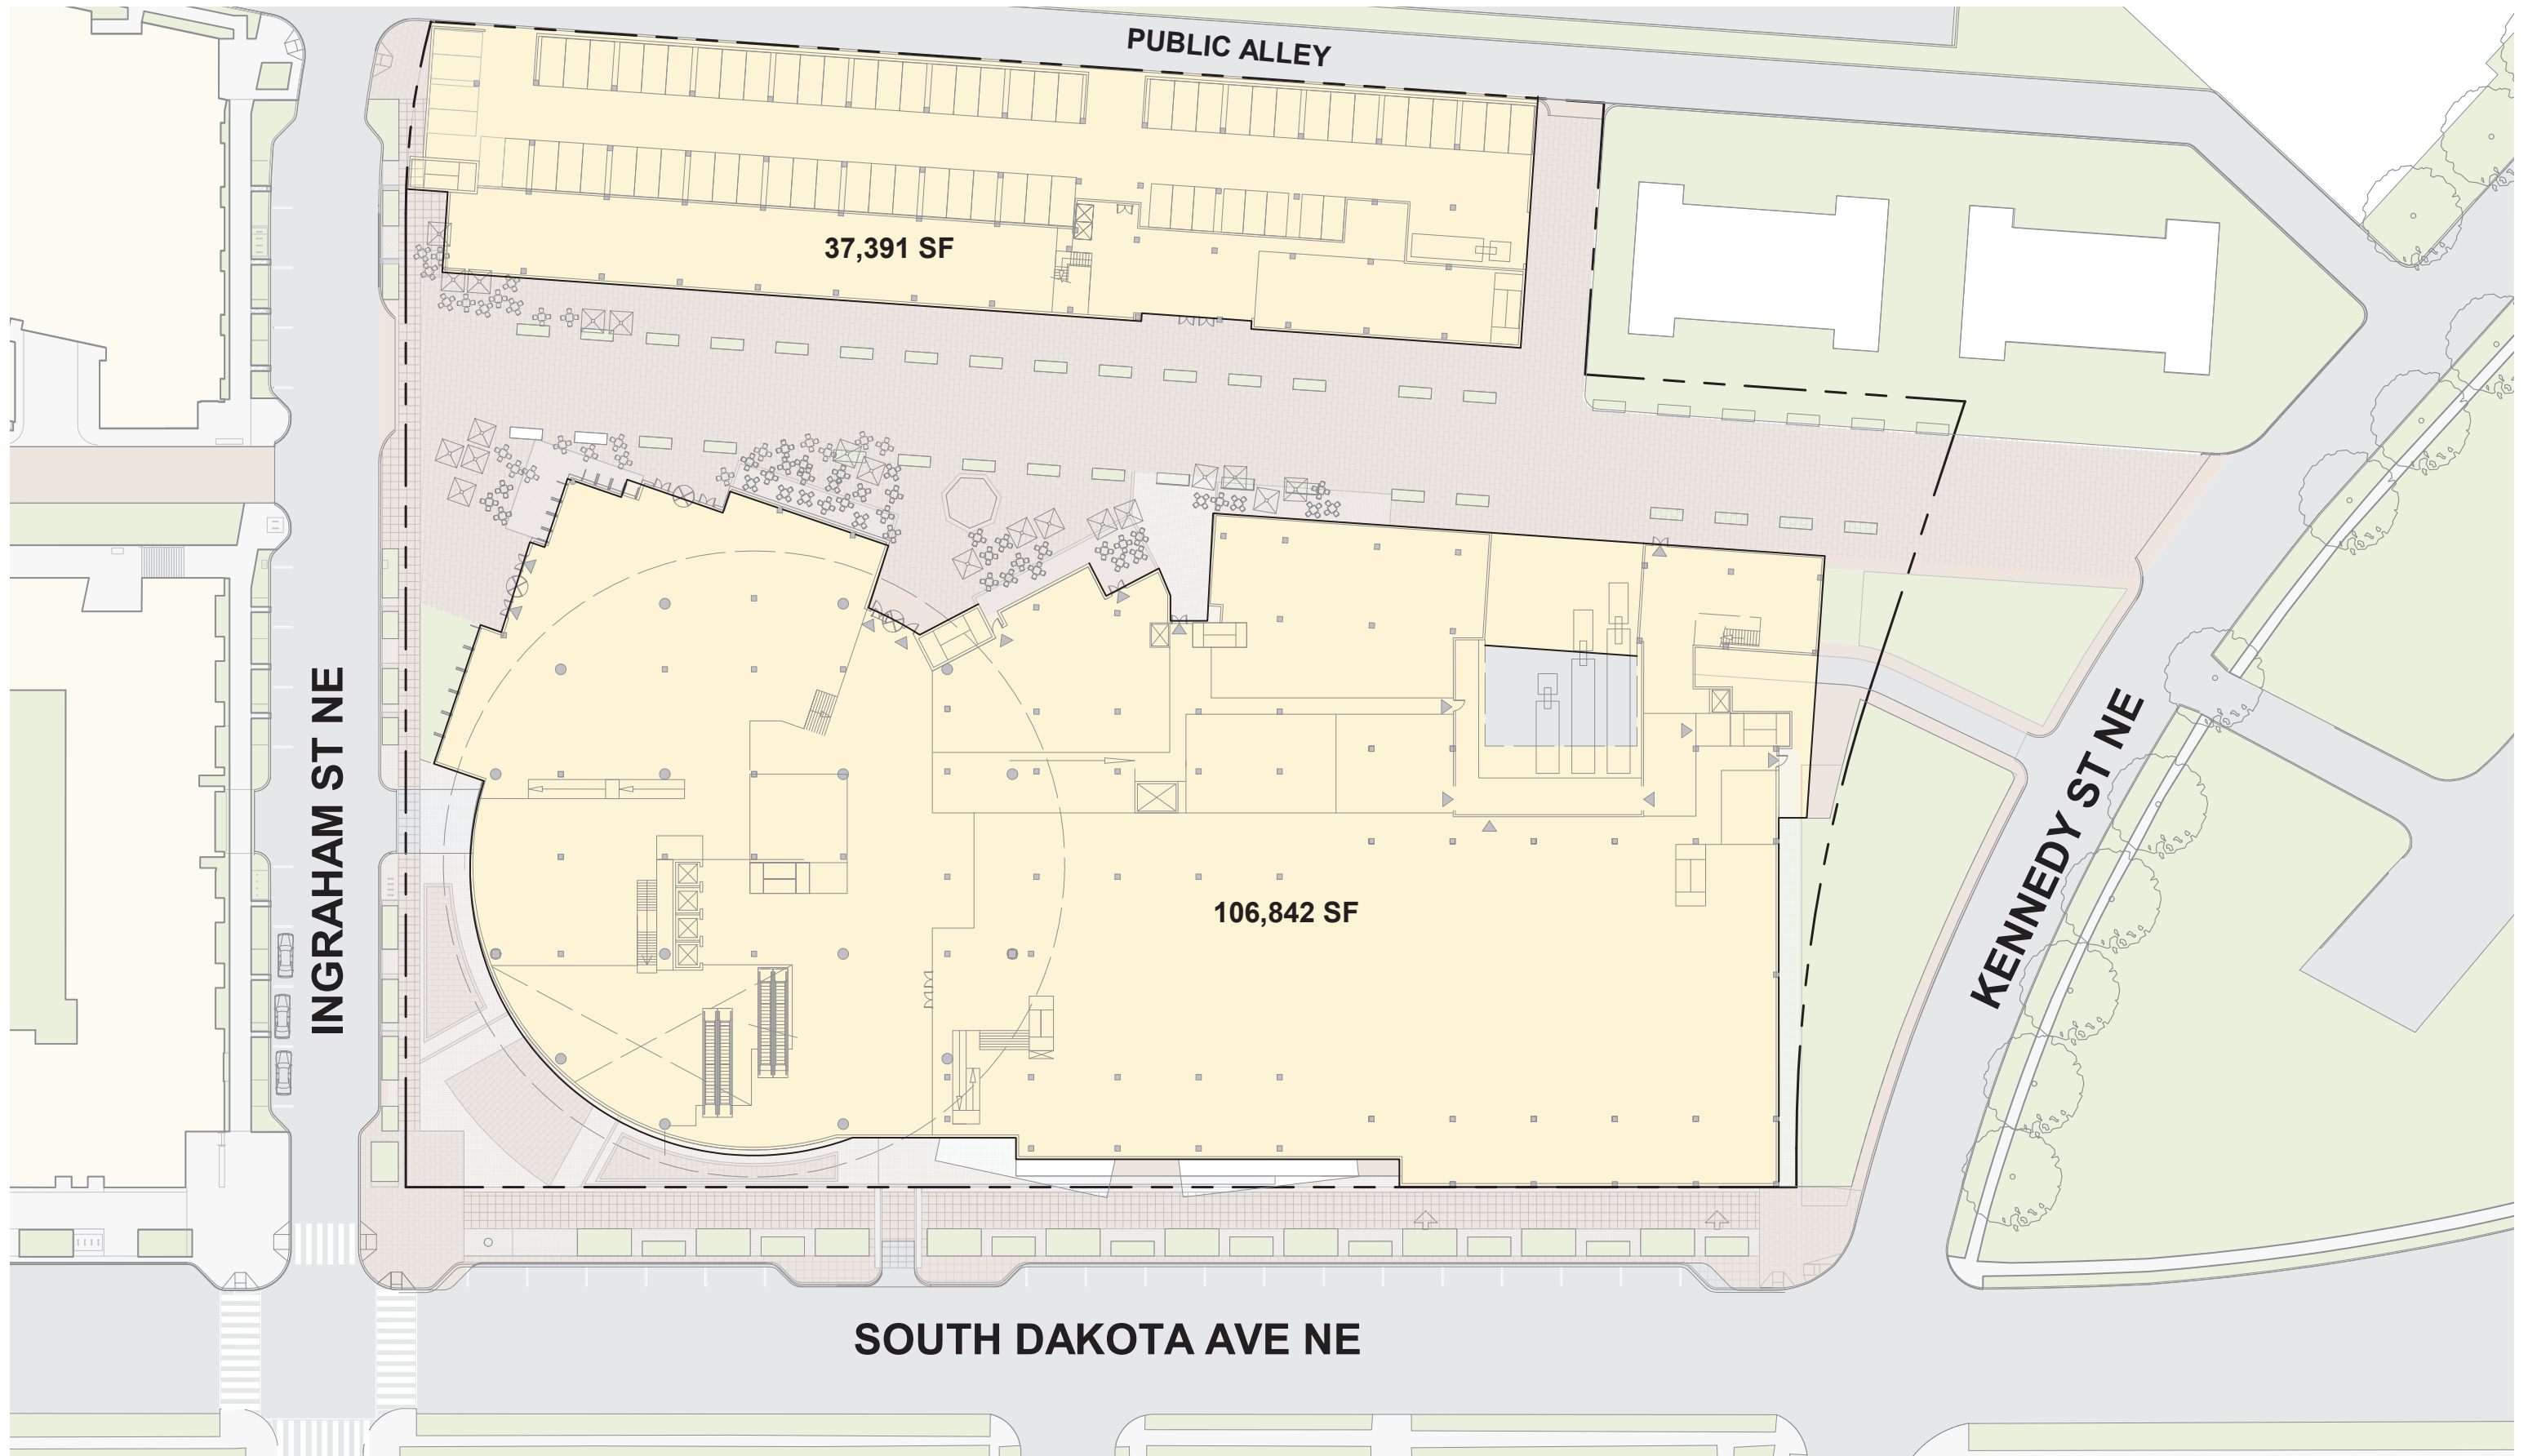 PUBLIC ALLEY
37,391 SF
INGRAHAM ST NE
KENNEDY ST NE
106,842 SF
SOUTH DAKOTA AVE NE